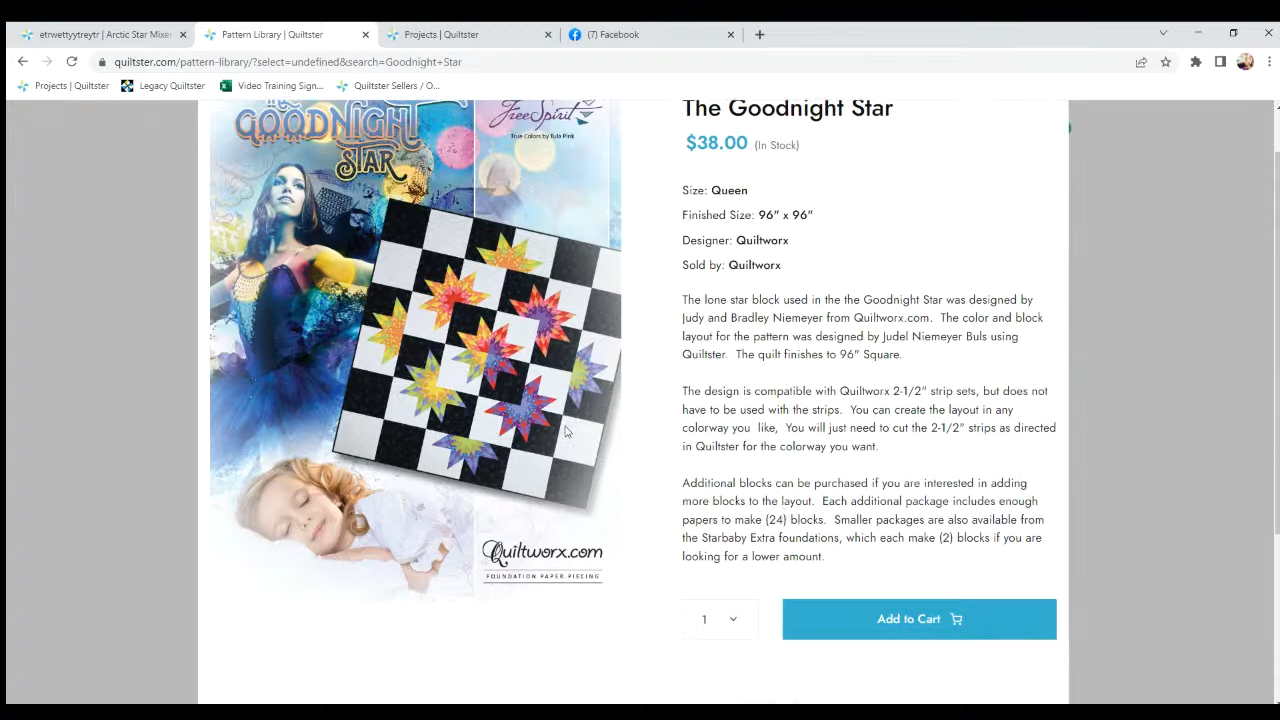 etrwettyytreytr | Arctic Star Mixer
Pattern Library | Quiltster
Projects | Quiltster
(7) Facebook
quiltster.com/pattern-library/?select=undefined&search=Goodnight+Star
Projects | Quiltster
Legacy Quiltster
Video Training Sign...
Quiltster Sellers / O...
GOODNIGHT
STAR
FreeSpirit
True Colors by Tula Pink
Quiltworx.com
FOUNDATION PAPER PIECING
The Goodnight Star
$38.00 (In Stock)
Size: Queen
Finished Size: 96" x 96"
Designer: Quiltworx
Sold by: Quiltworx
The lone star block used in the the Goodnight Star was designed by
Judy and Bradley Niemeyer from Quiltworx.com. The color and block
layout for the pattern was designed by Judel Niemeyer Buls using
Quiltster. The quilt finishes to 96" Square.
The design is compatible with Quiltworx 2-1/2" strip sets, but does not
have to be used with the strips. You can create the layout in any
colorway you like, You will just need to cut the 2-1/2" strips as directed
in Quiltster for the colorway you want.
Additional blocks can be purchased if you are interested in adding
more blocks to the layout. Each additional package includes enough
papers to make (24) blocks. Smaller packages are also available from
the Starbaby Extra foundations, which each make (2) blocks if you are
looking for a lower amount.
1
Add to Cart